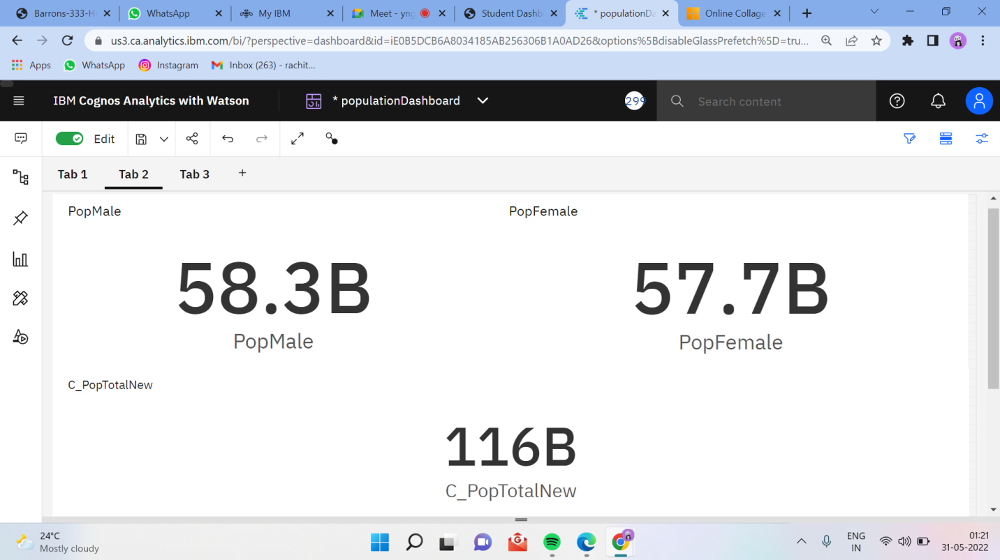 Barrons-333-H
WhatsApp
My IBM
Meet - yng
Student Dashb
* populationDa
Online Collage
us3.ca.analytics.ibm.com/bi/?perspective=dashboard&id=iE0B5DCB6A8034185AB256306B1A0AD26&options%5BdisableGlassPrefetch%5D=tru...
Apps
WhatsApp
Instagram
Inbox (263) - rachit...
IBM Cognos Analytics with Watson
* populationDashboard
299
Search content
Edit
Tab 1
Tab 2
Tab 3
PopMale
PopFemale
58.3B
57.7B
PopMale
PopFemale
C_PopTotalNew
116B
C_PopTotalNew
24°C
Mostly cloudy
ENG
IN
01:21
31-05-2022